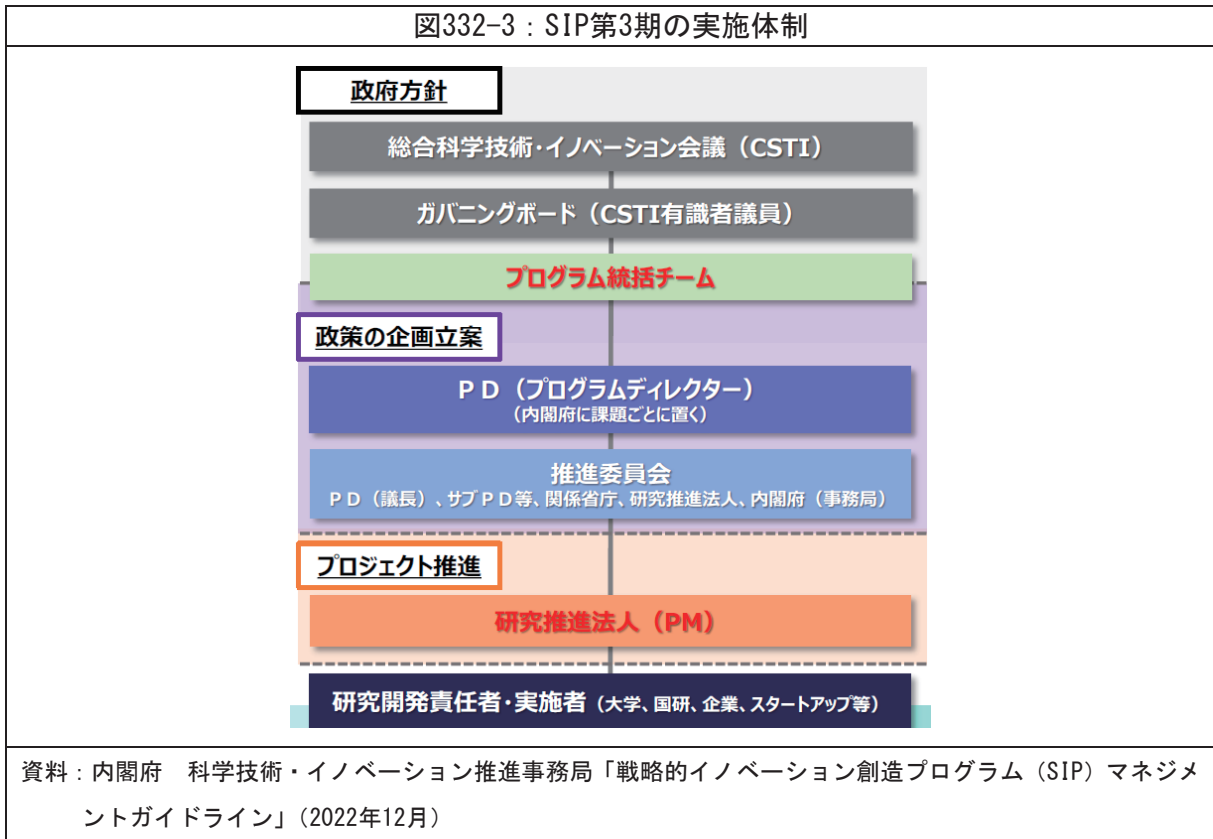 図332-3：SIP第3期の実施体制
政府方針
総合科学技術･イノベーション会議（CSTI）
ガバニングボード（CSTI有識者議員）
プログラム統括チーム
政策の企画立案
ＰＤ（プログラムディレクター）
（内閣府に課題ごとに置く）
推進委員会
ＰＤ（議長）、サブＰＤ等、関係省庁、研究推進法人、内閣府（事務局）
プロジェクト推進
研究推進法人（PM）
研究開発責任者･実施者（大学、国研、企業、スタートアップ等）
資料：内閣府　科学技術・イノベーション推進事務局「戦略的イノベーション創造プログラム（SIP）マネジメ
ントガイドライン」（2022年12月）